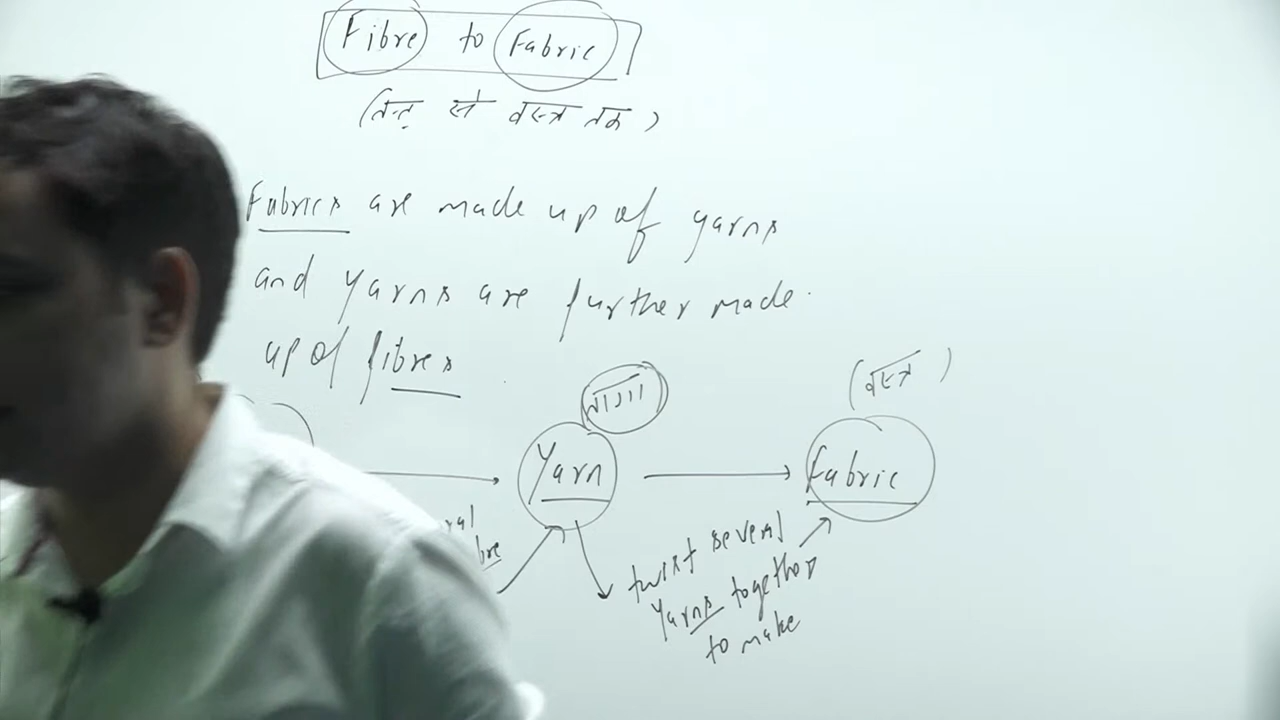 Fibre to Fabric
(तन्तु से वस्त्र तक)
Fabrics are made up of yarns
and yarns are further made
up of fibres
(वस्त्र)
धागा
Yarn
Fabric
twist several
yarns together
to make